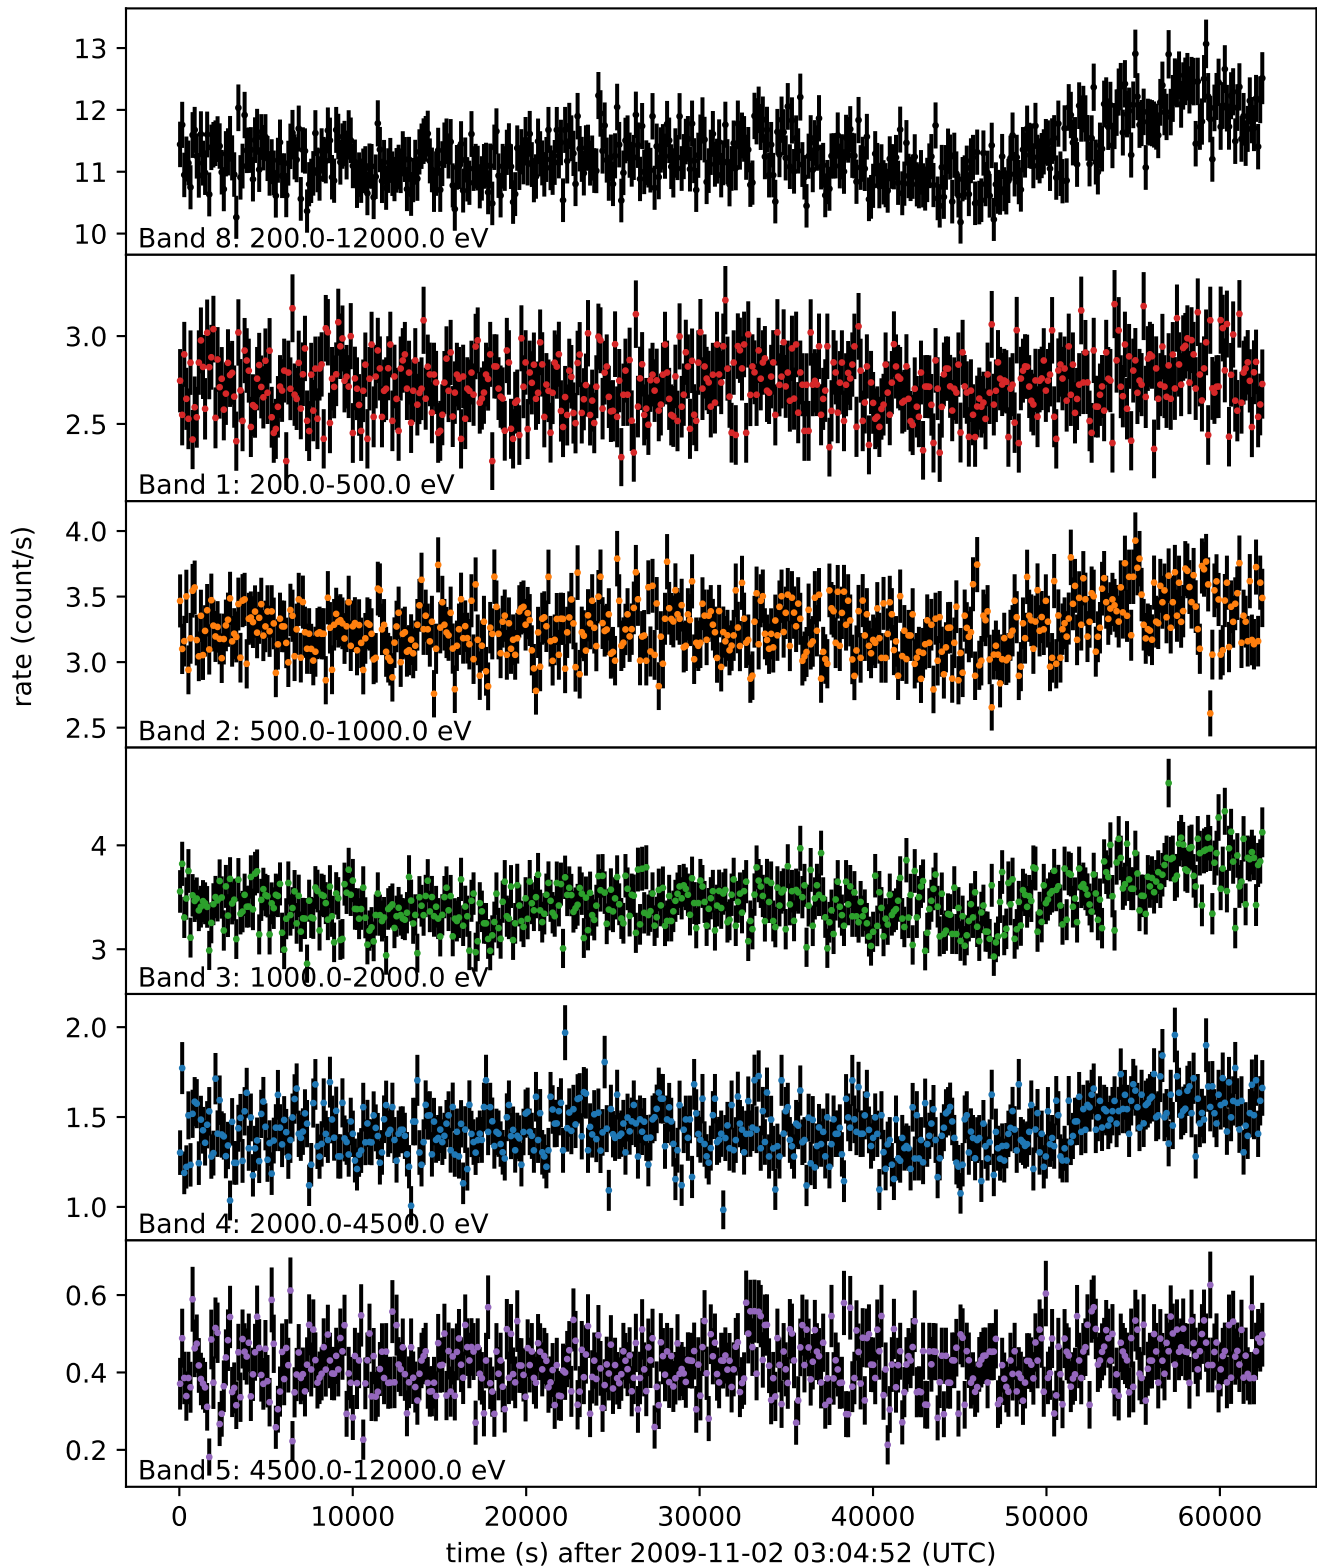 13
12
11
10
Band 8: 200.0-12000.0 eV
3.0
2.5
Band 1: 200.0-500.0 eV
rate (count/s)
4.0
3.5
3.0
2.5
Band 2: 500.0-1000.0 eV
4
3
Band 3: 1000.0-2000.0 eV
2.0
1.5
1.0
Band 4: 2000.0-4500.0 eV
0.6
0.4
0.2
Band 5: 4500.0-12000.0 eV
0 10000 20000 30000 40000 50000 60000
time (s) after 2009-11-02 03:04:52 (UTC)